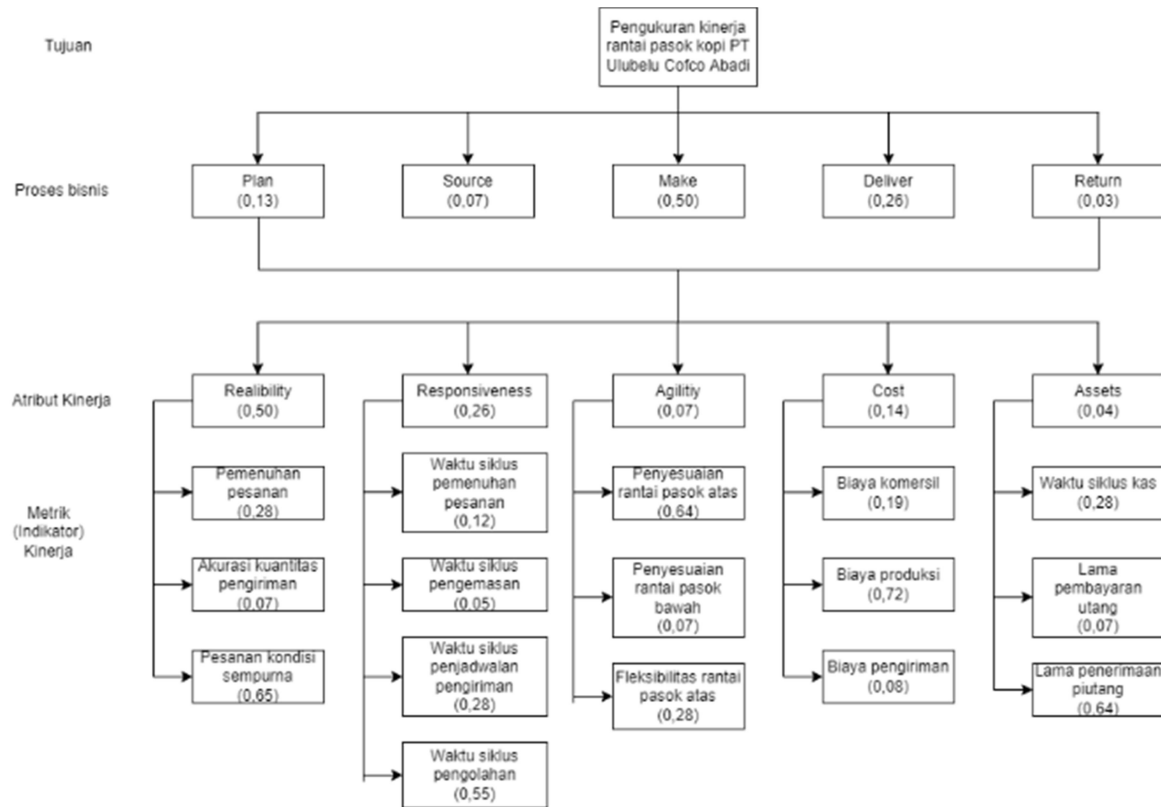 Tujuan
Pengukuran kinerja
rantai pasok kopi PT
Ulubelu Cofco Abadi
Proses bisnis
Plan
(0,13)
Source
(0,07)
Make
(0,50)
Deliver
(0,26)
Return
(0,03)
Atribut Kinerja
Realibility
(0,50)
Responsiveness
(0,26)
Agilitiy
(0,07)
Cost
(0,14)
Assets
(0,04)
Metrik
(Indikator)
Kinerja
Pemenuhan
pesanan
(0,28)
Akurasi kuantitas
pengiriman
(0,07)
Pesanan kondisi
sempurna
(0,65)
Waktu siklus
pemenuhan
pesanan
(0,12)
Waktu siklus
pengemasan
(0,05)
Waktu siklus
penjadwalan
pengiriman
(0,28)
Waktu siklus
pengolahan
(0,55)
Penyesuaian
rantai pasok atas
(0,64)
Penyesuaian
rantai pasok
bawah
(0,07)
Fleksibilitas rantai
pasok atas
(0,28)
Biaya komersil
(0,19)
Biaya produksi
(0,72)
Biaya pengiriman
(0,08)
Waktu siklus kas
(0,28)
Lama
pembayaran
utang
(0,07)
Lama penerimaan
piutang
(0,64)